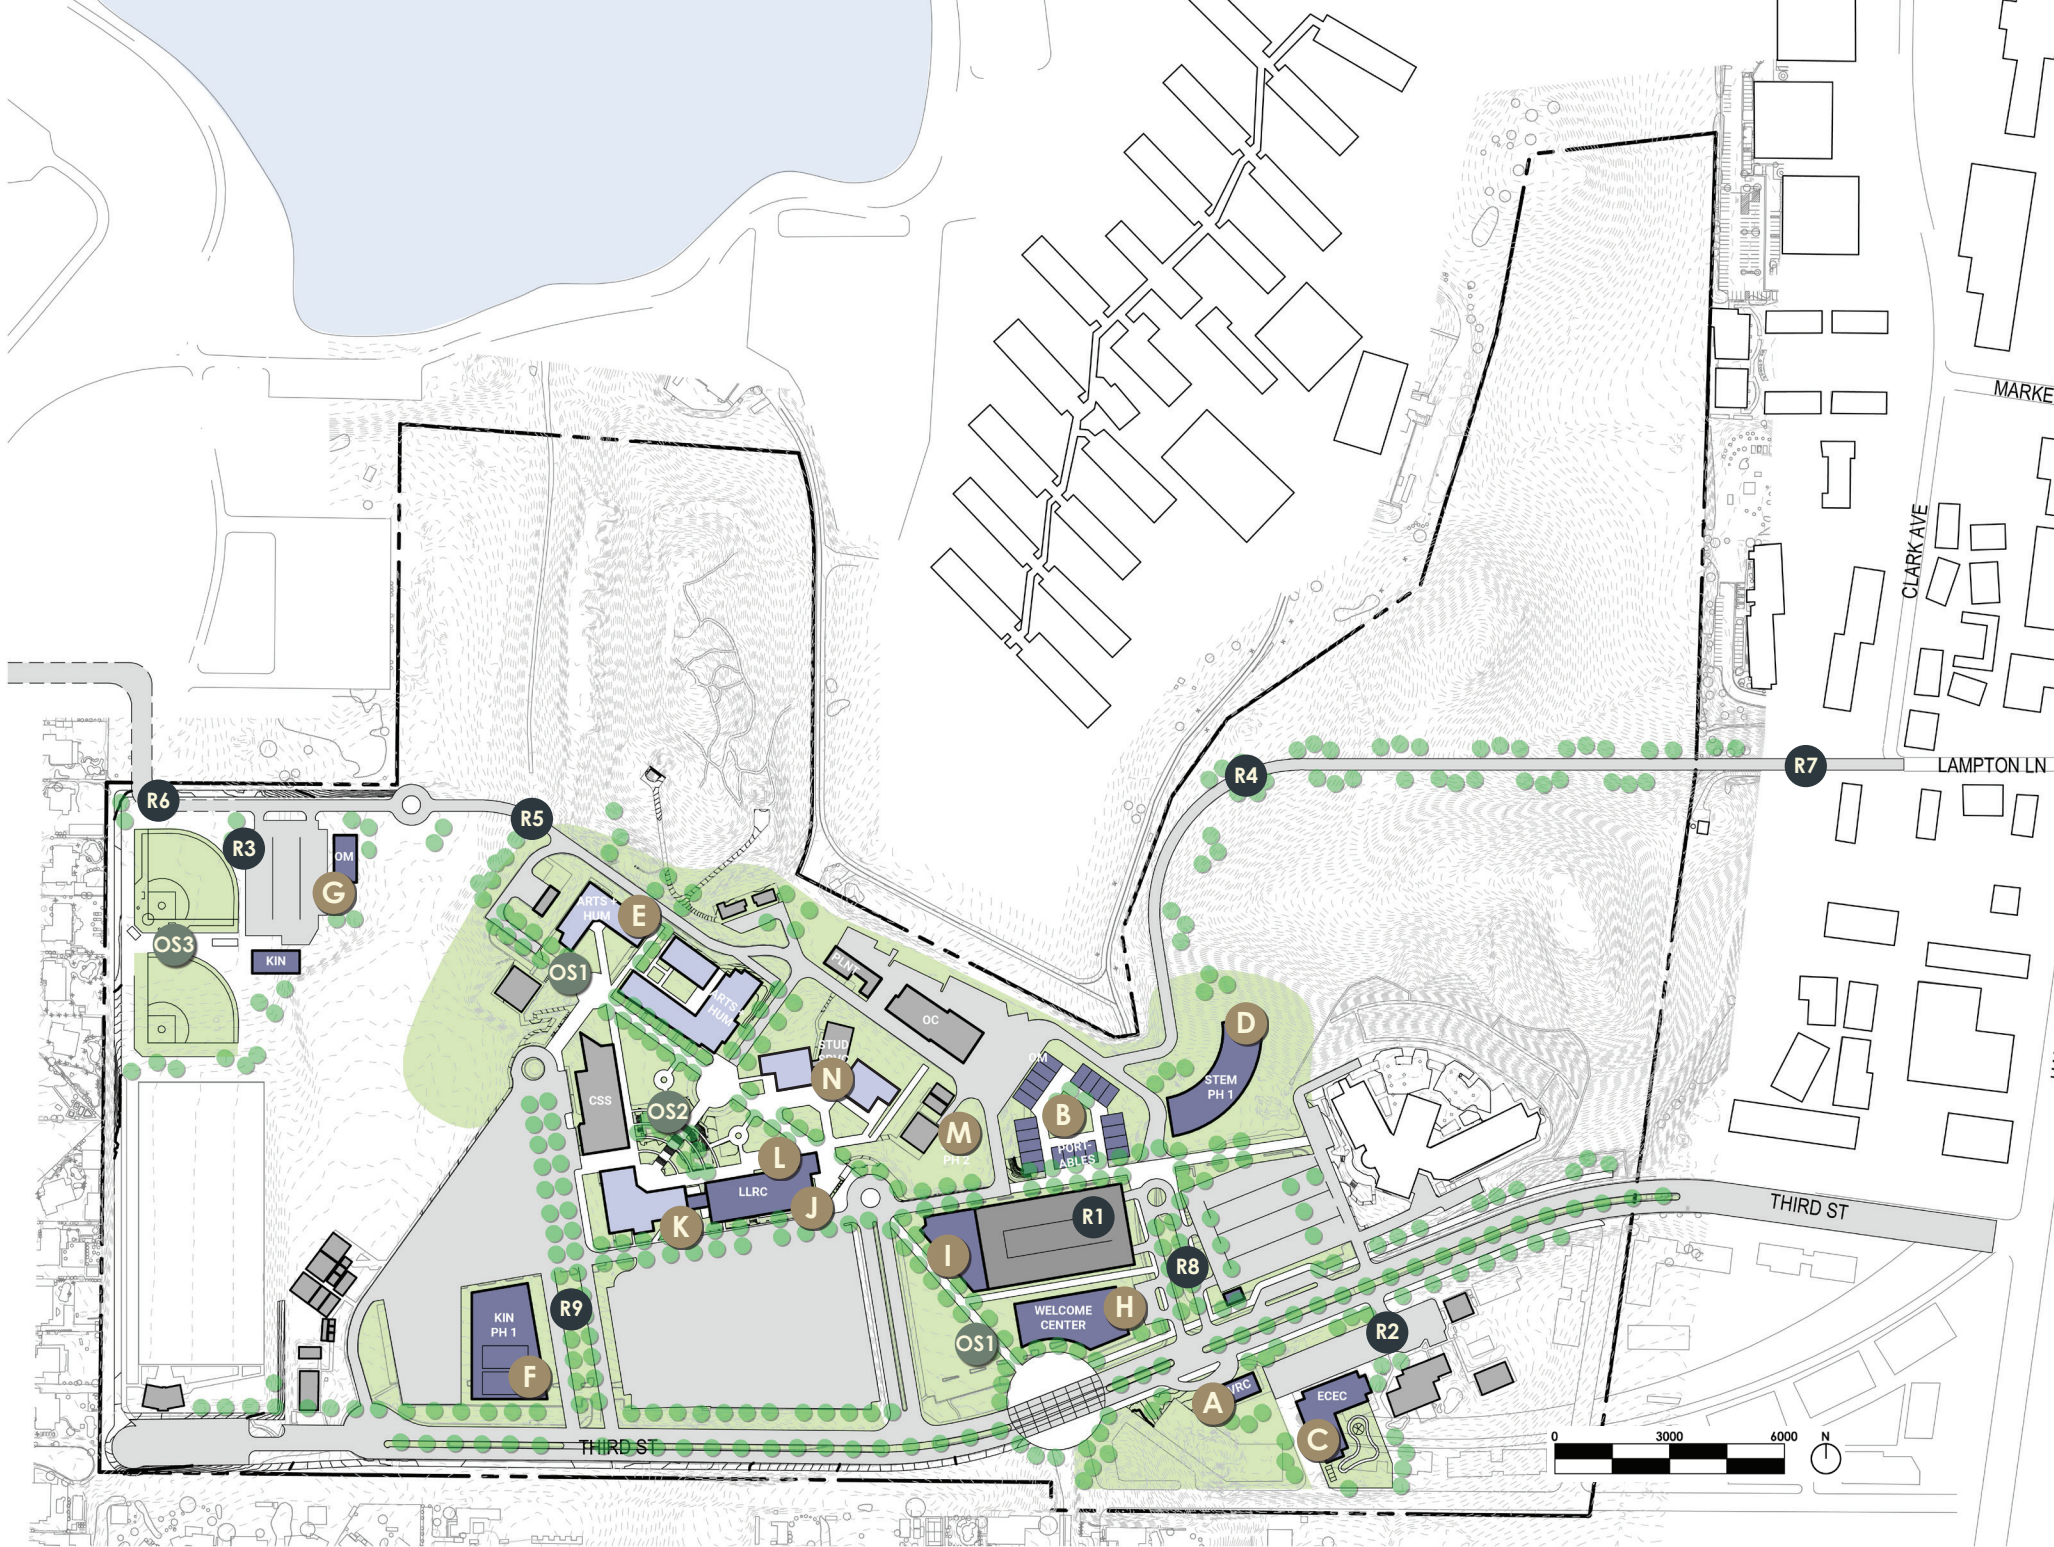 MARKE
CLARK AVE
R4
R7
LAMPTON LN
R6
R5
R3
OM
G
ARTS +
HUM
E
OS3
KIN
OS1
PLNT
ARTS +
HUM
OC
D
STUD
OM
N
STEM
PH 1
CSS
OS2
B
M
PH 2
PORT-
ABLES
L
LLRC
J
K
R1
THIRD ST
I
R8
R9
WELCOME
CENTER
H
KIN
PH 1
OS1
R2
F
VRC
A
ECEC
C
THIRD ST
0
3000
6000
N